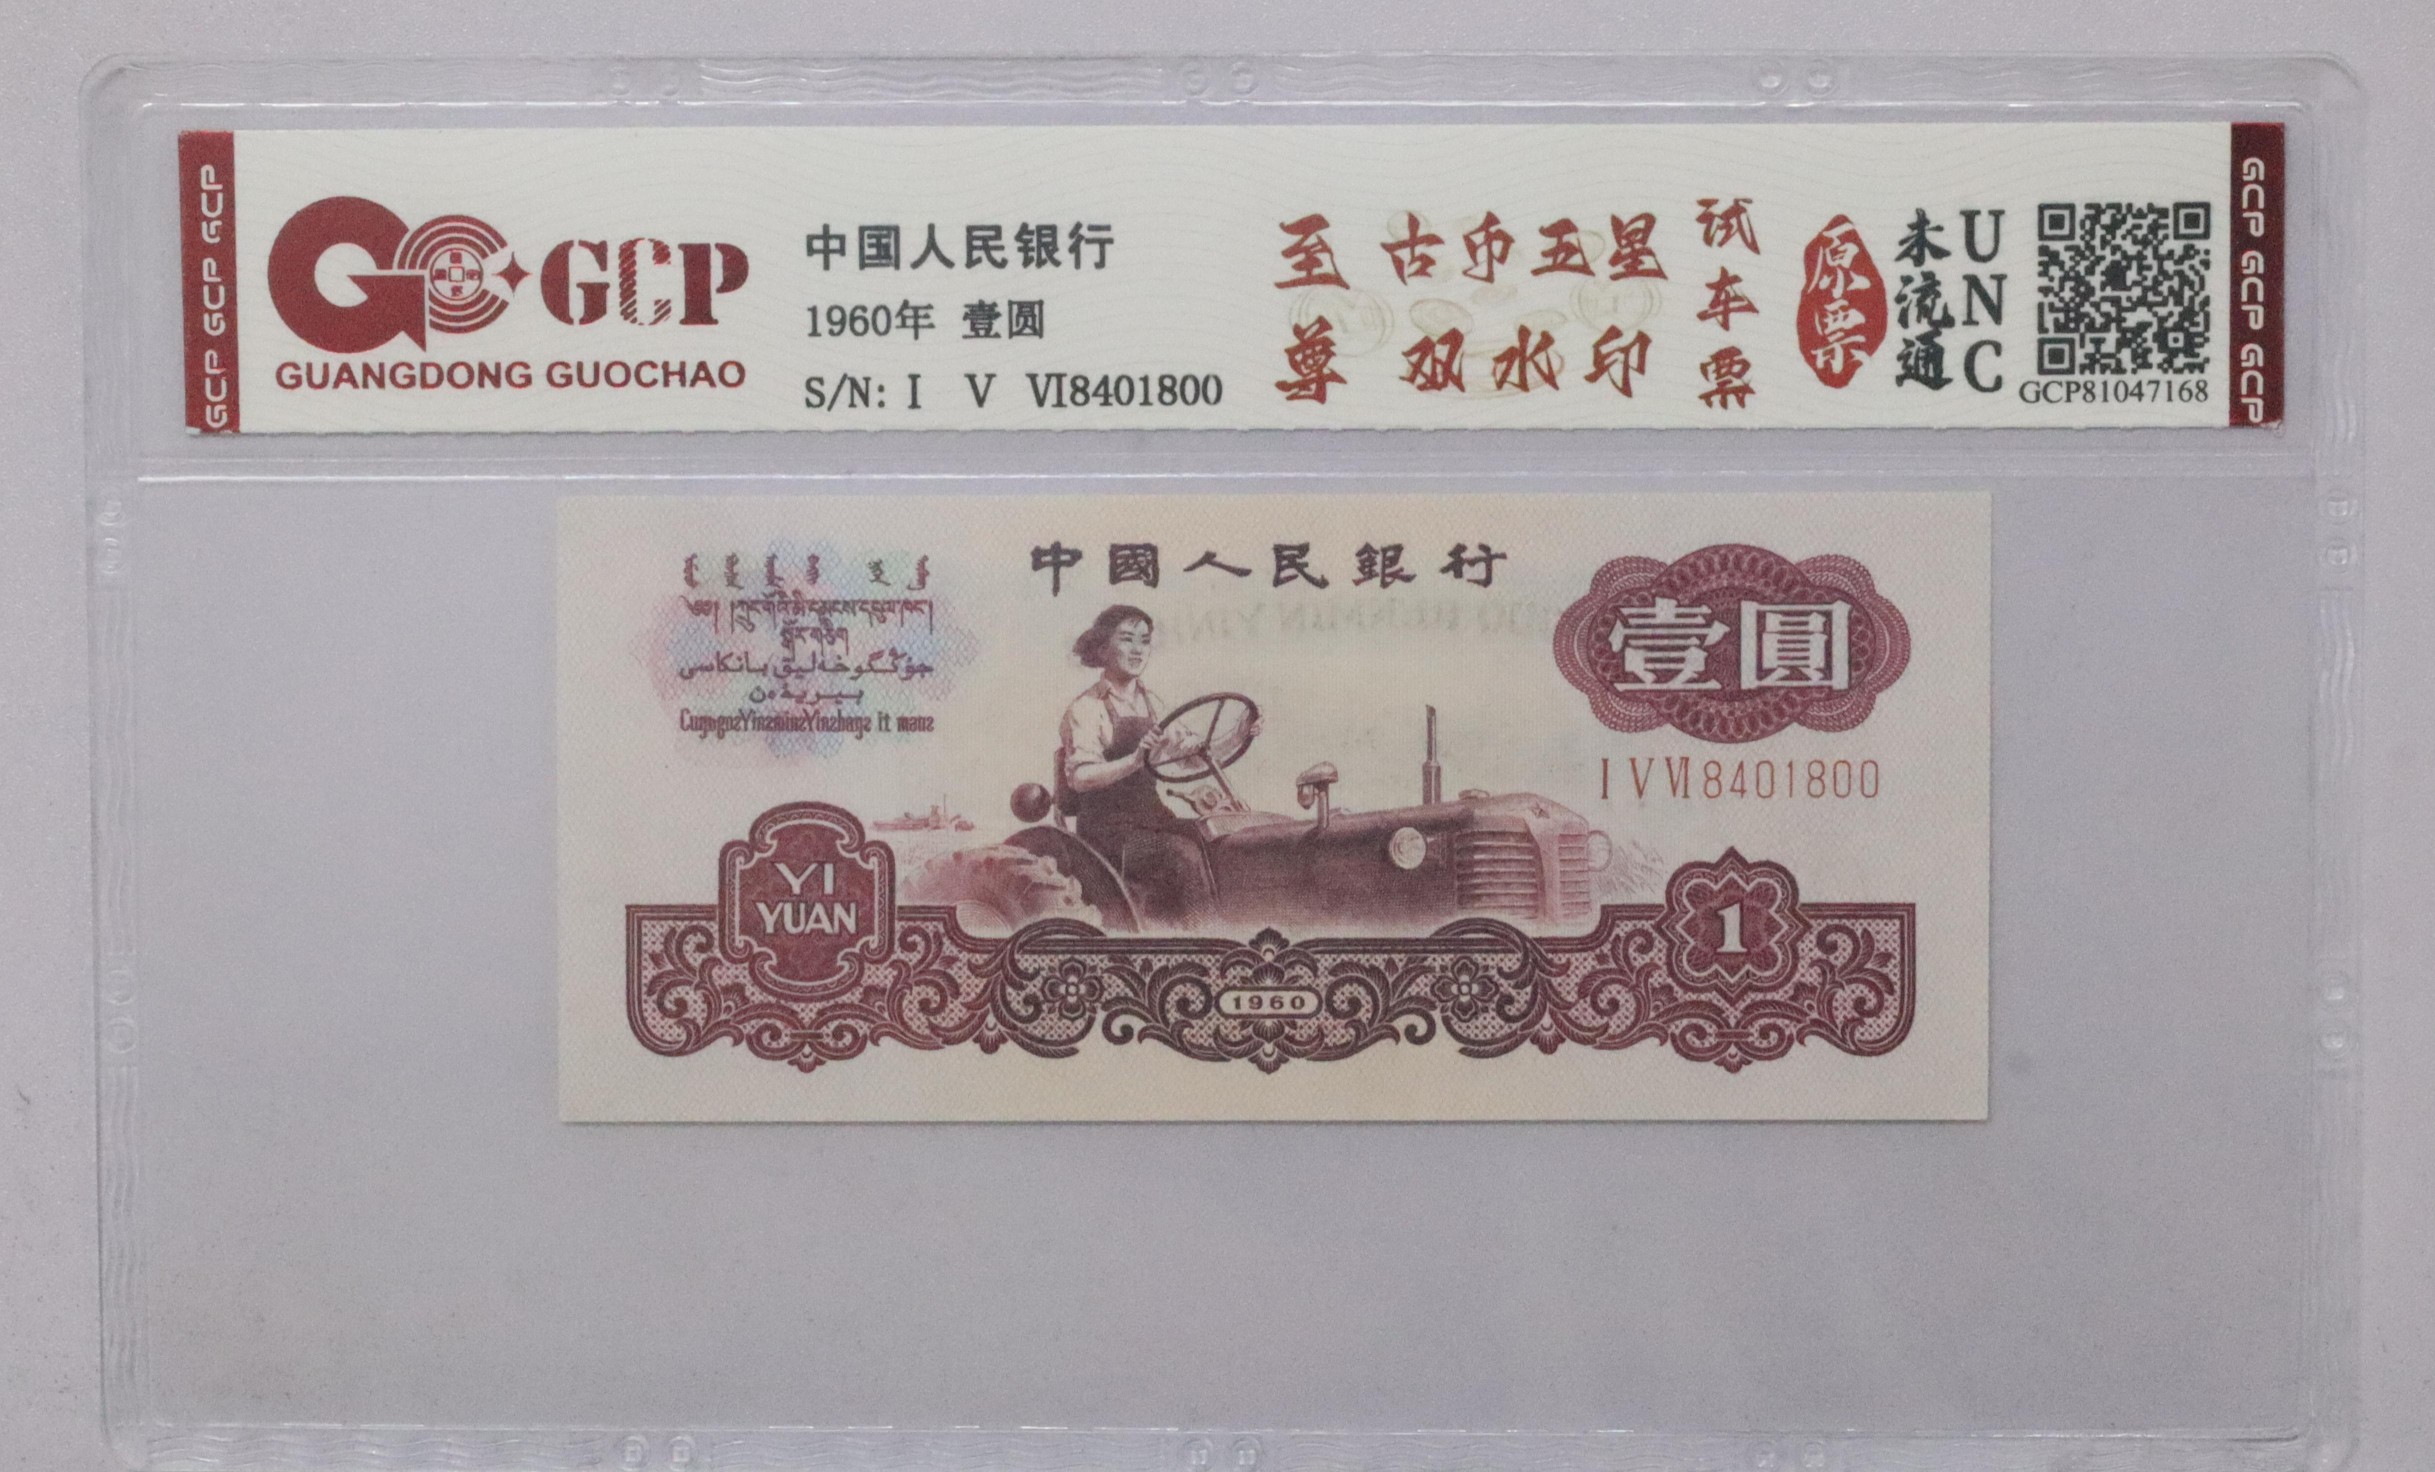 GCP GCP GCP
GCP
GUANGDONG GUOCHAO
中国人民银行
1960年 壹圆
S/N: I V VI8401800
至尊
古币五星
双水印
试车票
原票
未流通
UNC
GCP81047168
GCP GCP GCP
中國人民銀行
壹圓
I V VI 8401800
YI
YUAN
1960
1